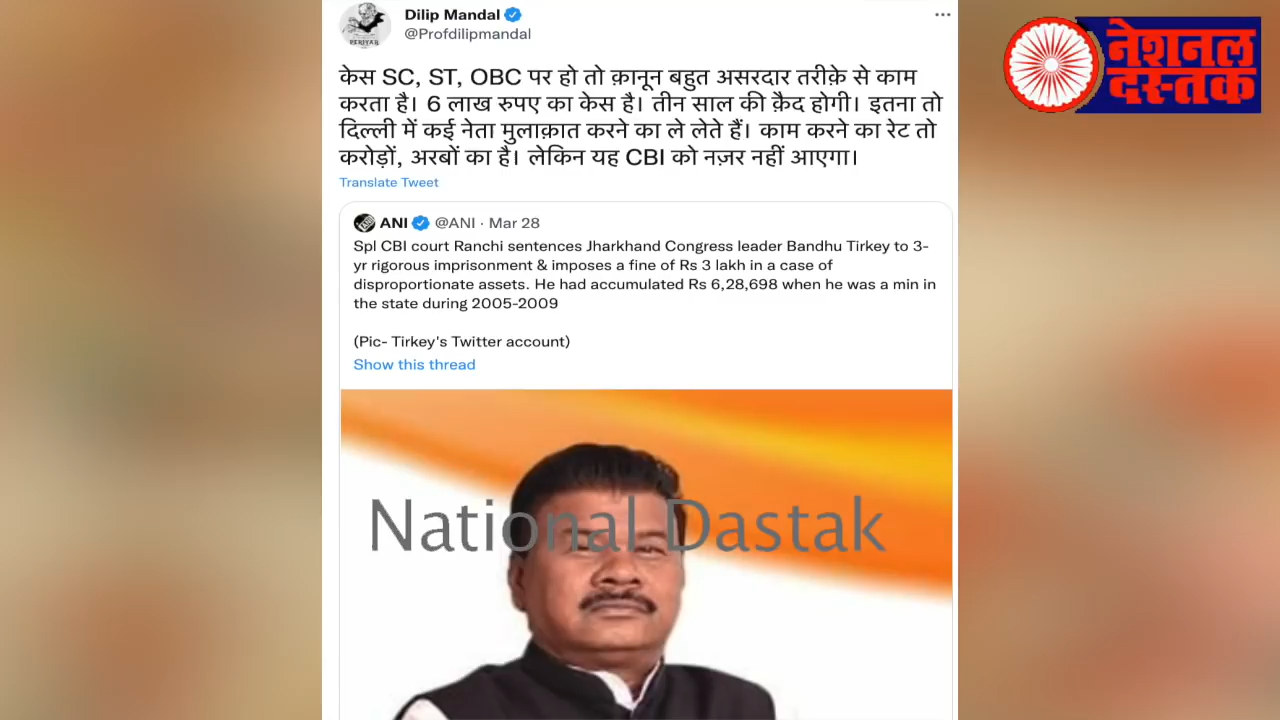 Dilip Mandal
@Profdilipmandal
नेशनल
दस्तक
PERIYAR
केस SC, ST, OBC पर हो तो क़ानून बहुत असरदार तरीक़े से काम
करता है। 6 लाख रुपए का केस है। तीन साल की क़ैद होगी। इतना तो
दिल्ली में कई नेता मुलाक़ात करने का ले लेते हैं। काम करने का रेट तो
करोड़ों, अरबों का है। लेकिन यह CBI को नज़र नहीं आएगा।
Translate Tweet
ANI @ANI · Mar 28
Spl CBI court Ranchi sentences Jharkhand Congress leader Bandhu Tirkey to 3-
yr rigorous imprisonment & imposes a fine of Rs 3 lakh in a case of
disproportionate assets. He had accumulated Rs 6,28,698 when he was a min in
the state during 2005-2009
(Pic- Tirkey's Twitter account)
Show this thread
National Dastak